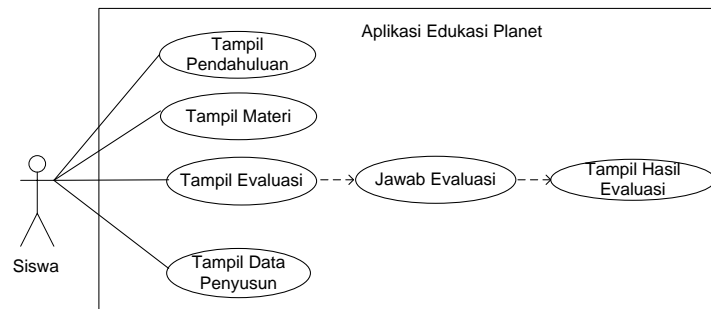 Aplikasi Edukasi Planet
Tampil
Pendahuluan
Tampil Materi
Tampil Evaluasi
Jawab Evaluasi
Tampil Hasil
Evaluasi
Tampil Data
Penyusun
Siswa